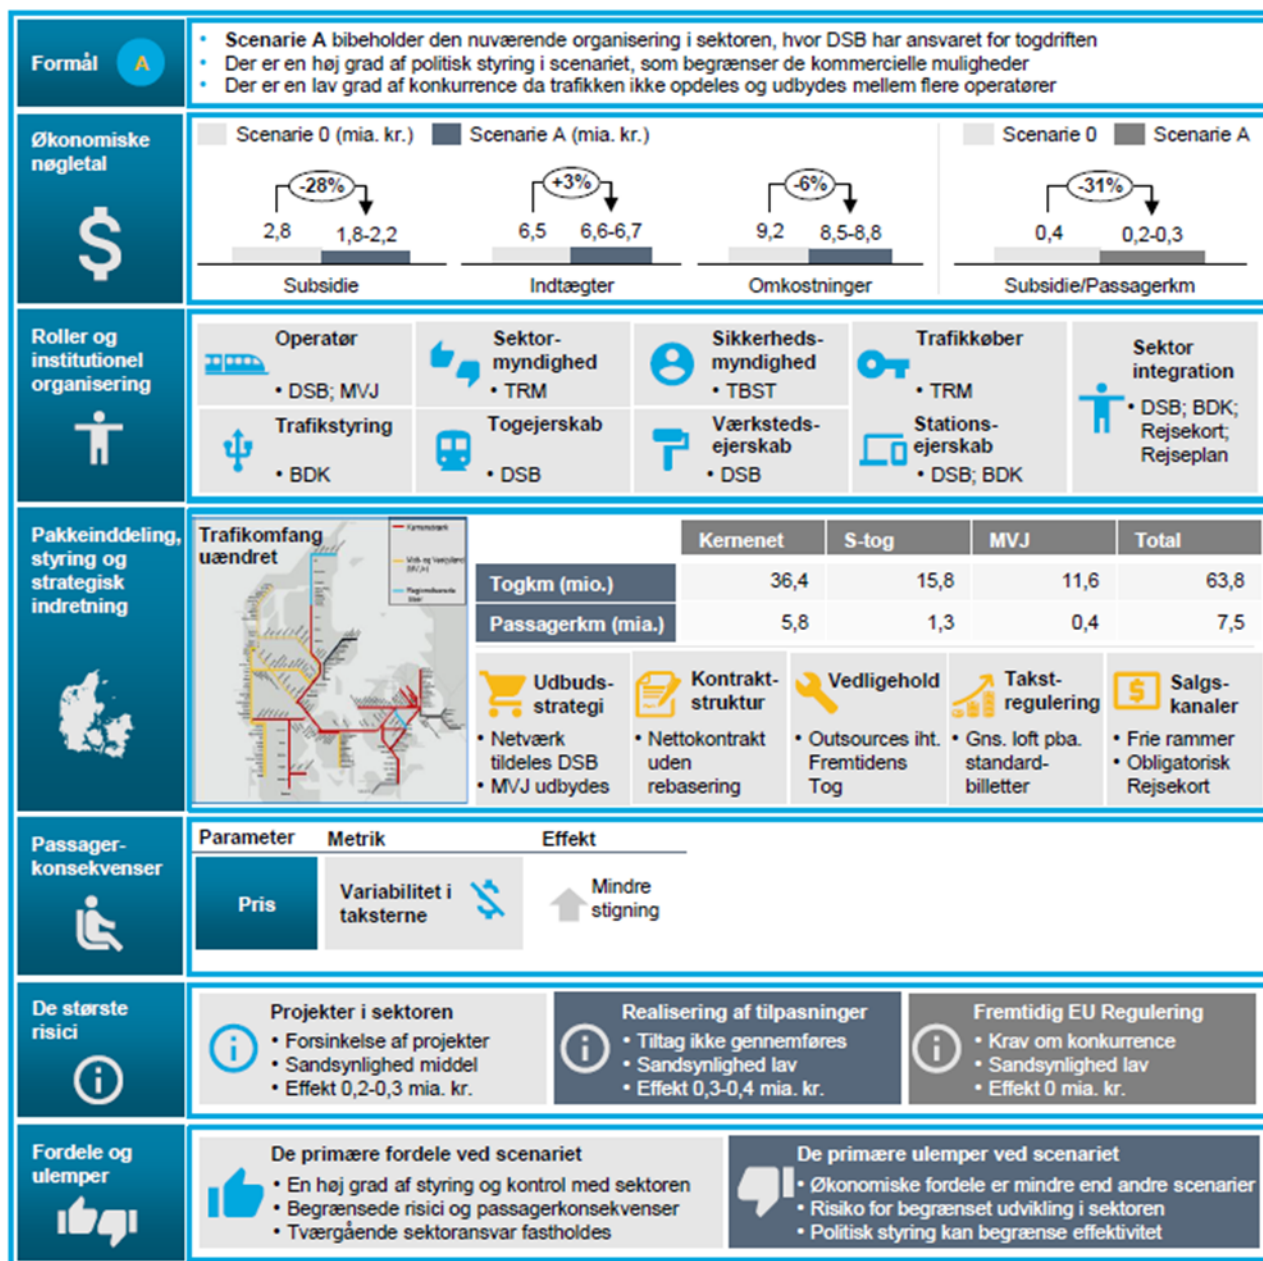 Formål
A
• Scenarie A bibeholder den nuværende organisering i sektoren, hvor DSB har ansvaret for togdriften
• Der er en høj grad af politisk styring i scenariet, som begrænser de kommercielle muligheder
• Der er en lav grad af konkurrence da trafikken ikke opdeles og udbydes mellem flere operatører
Økonomiske
nøgletal
Scenarie 0 (mia. kr.)
Scenarie A (mia. kr.)
-28%
2,8
1,8-2,2
Subsidie
+3%
6,5
6,6-6,7
Indtægter
-6%
9,2
8,5-8,8
Omkostninger
Scenarie 0
Scenarie A
-31%
0,4
0,2-0,3
Subsidie/Passagerkm
Roller og
institutionel
organisering
Operatør
• DSB; MVJ
Sektor-
myndighed
• TRM
Sikkerheds-
myndighed
• TBST
Trafikkøber
• TRM
Sektor
integration
• DSB; BDK;
Rejsekort;
Rejseplan
Trafikstyring
• BDK
Togejerskab
• DSB
Værksteds-
ejerskab
• DSB
Stations-
ejerskab
• DSB; BDK
Pakkeinddeling,
styring og
strategisk
indretning
Trafikomfang
uændret
Kernenet S-tog MVJ Total
Togkm (mio.) 36,4 15,8 11,6 63,8
Passagerkm (mia.) 5,8 1,3 0,4 7,5
Udbuds-
strategi
• Netværk
tildeles DSB
• MVJ udbydes
Kontrakt-
struktur
• Nettokontrakt
uden
rebasering
Vedligehold
• Outsources iht.
Fremtidens
Tog
Takst-
regulering
• Gns. loft pba.
standard-
billetter
Salgs-
kanaler
• Frie rammer
• Obligatorisk
Rejsekort
Passager-
konsekvenser
Parameter Metrik Effekt
Pris
Variabilitet i
taksterne
Mindre
stigning
De største
risici
Projekter i sektoren
• Forsinkelse af projekter
• Sandsynlighed middel
• Effekt 0,2-0,3 mia. kr.
Realisering af tilpasninger
• Tiltag ikke gennemføres
• Sandsynlighed lav
• Effekt 0,3-0,4 mia. kr.
Fremtidig EU Regulering
• Krav om konkurrence
• Sandsynlighed lav
• Effekt 0 mia. kr.
Fordele og
ulemper
De primære fordele ved scenariet
• En høj grad af styring og kontrol med sektoren
• Begrænsede risici og passagerkonsekvenser
• Tværgående sektoransvar fastholdes
De primære ulemper ved scenariet
• Økonomiske fordele er mindre end andre scenarier
• Risiko for begrænset udvikling i sektoren
• Politisk styring kan begrænse effektivitet